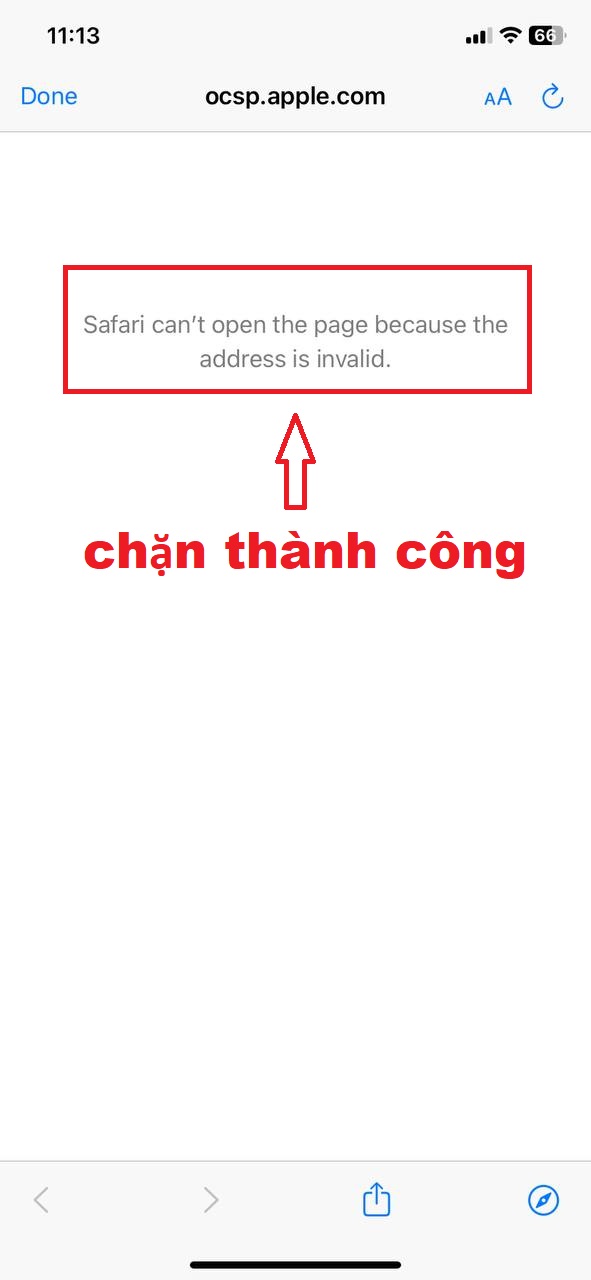 11:13
66
Done
ocsp.apple.com
AA
Safari can’t open the page because the
address is invalid.
chặn thành công